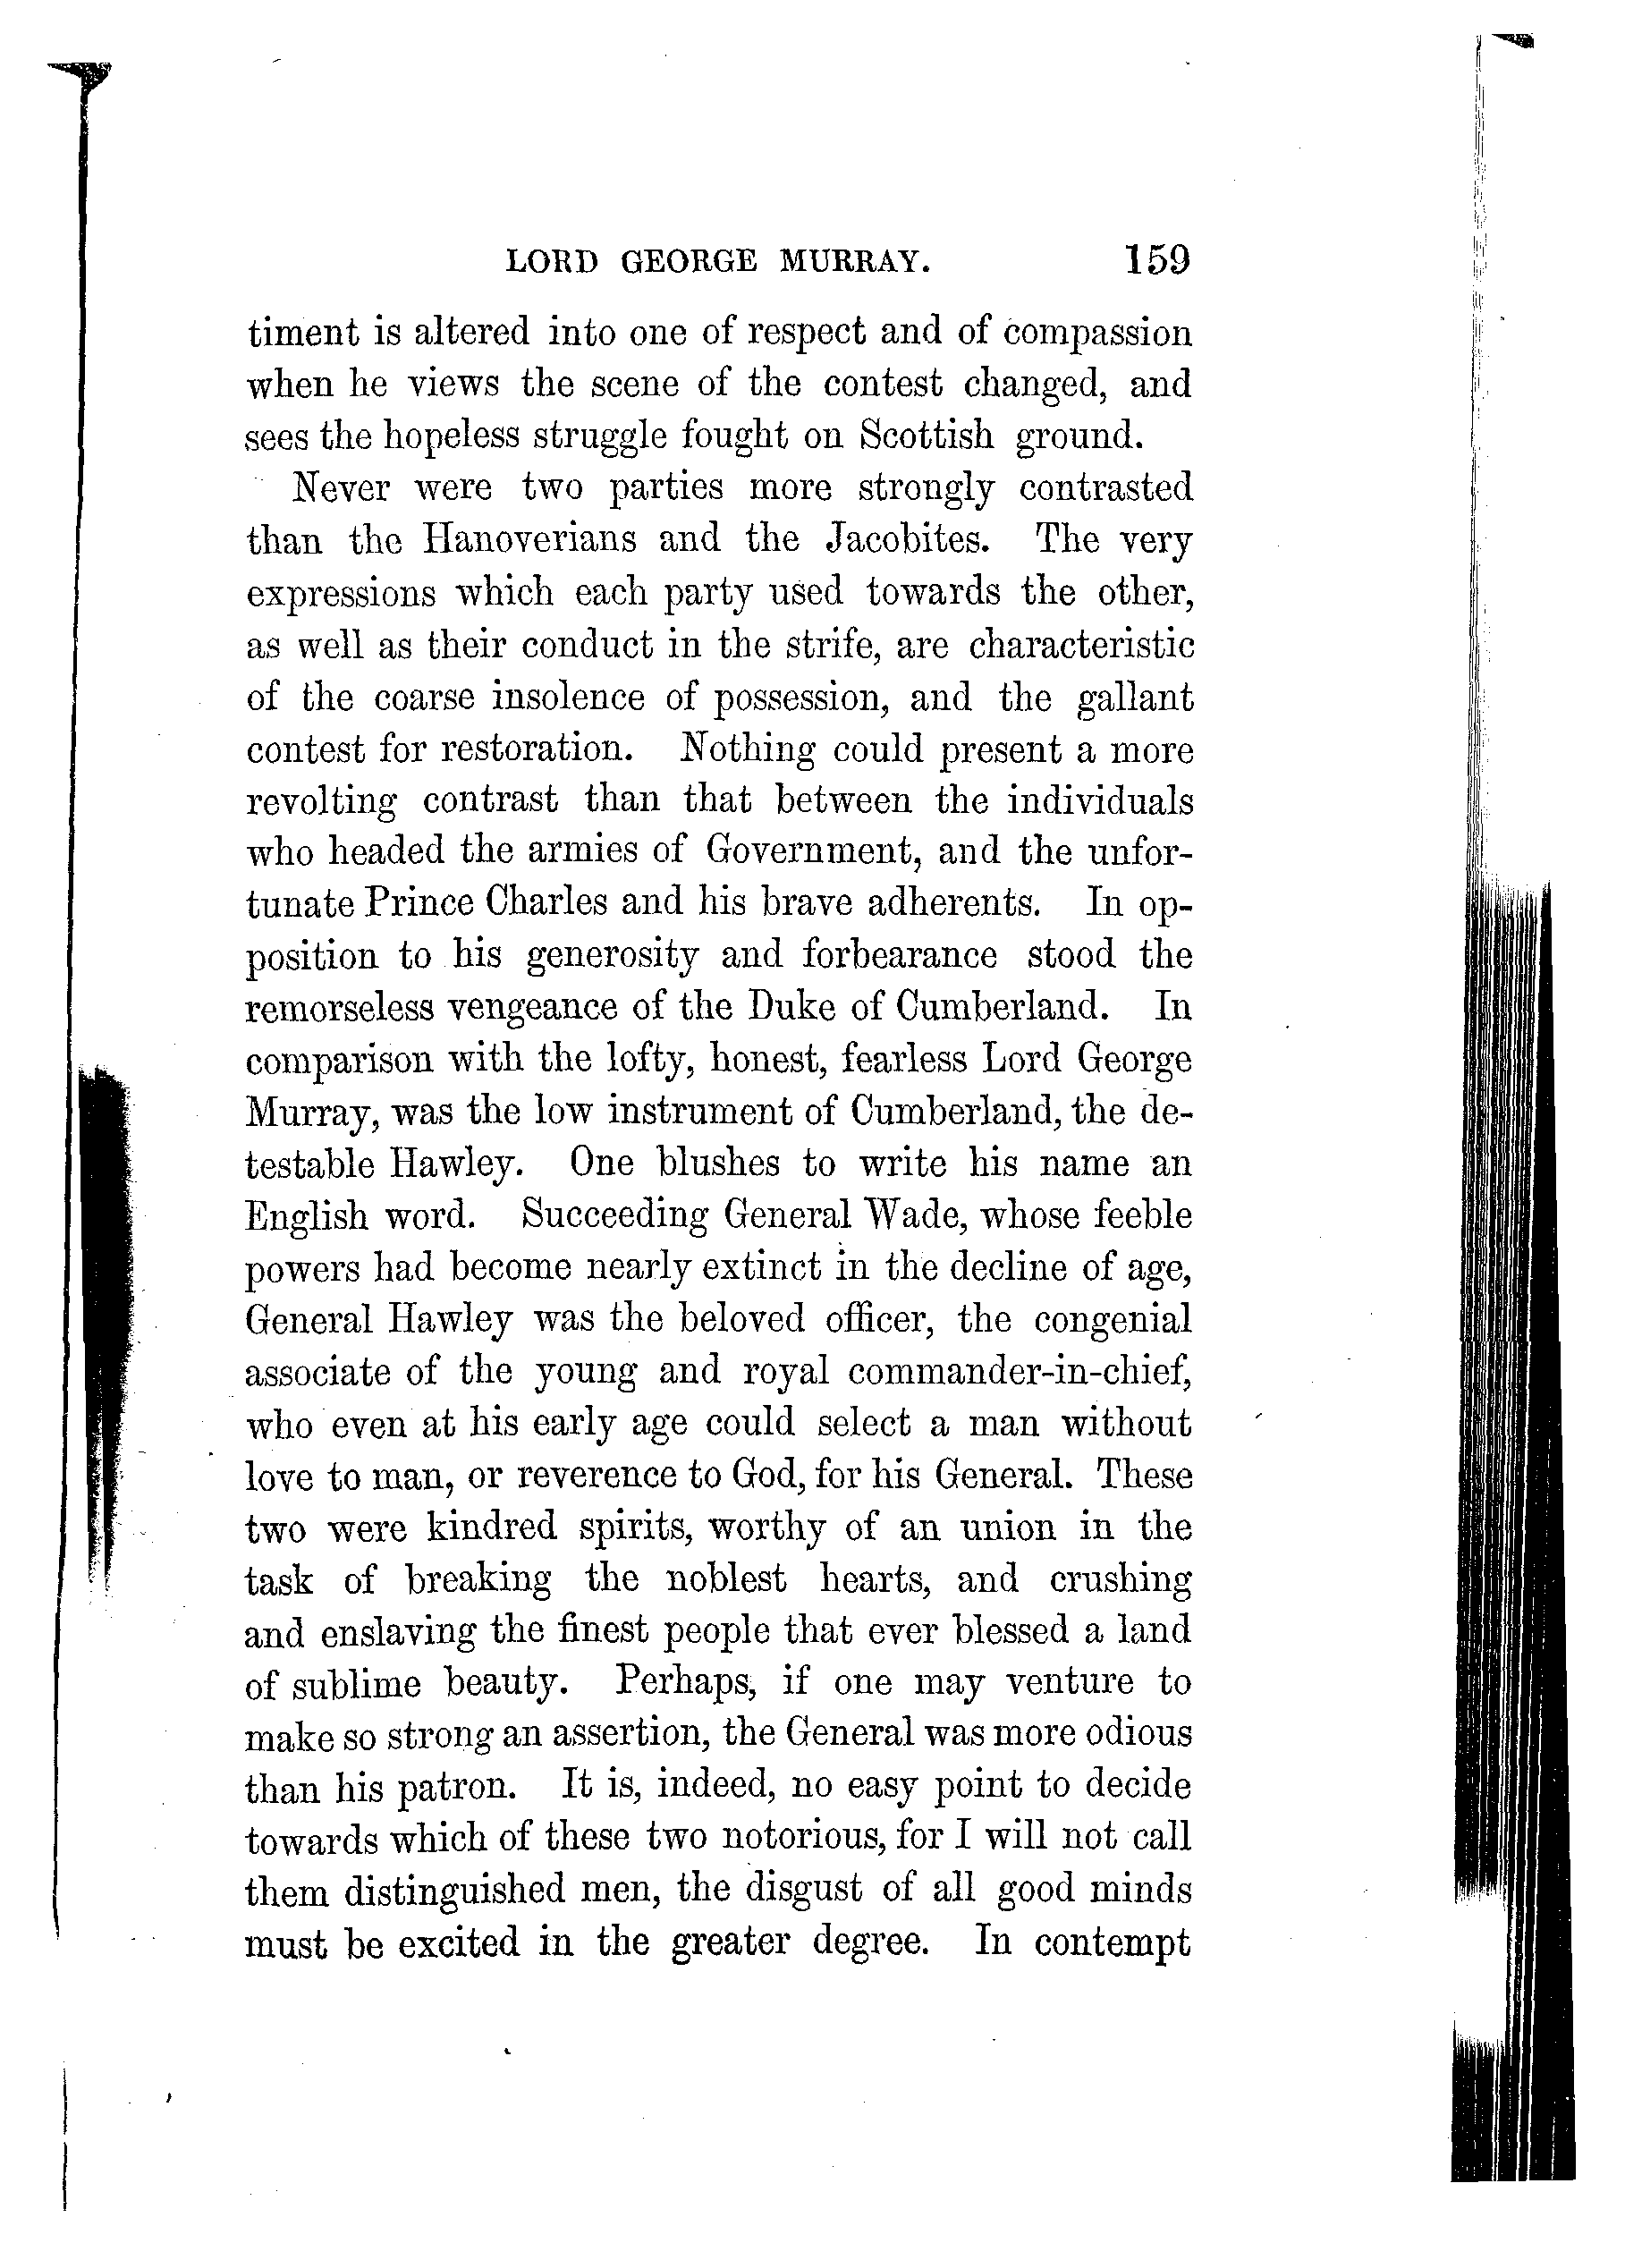 LORD GEORGE MURRAY. 159
timent is altered into one of respect and of compassion
when he views the scene of the contest changed, and
sees the hopeless struggle fought on Scottish ground.
Never were two parties more strongly contrasted
than the Hanoverians and the Jacobites. The very
expressions which each party used towards the other,
as well as their conduct in the strife, are characteristic
of the coarse insolence of possession, and the gallant
contest for restoration. Nothing could present a more
revolting contrast than that between the individuals
who headed the armies of Government, and the unfor-
tunate Prince Charles and his brave adherents. In op-
position to his generosity and forbearance stood the
remorseless vengeance of the Duke of Cumberland. In
comparison with the lofty, honest, fearless Lord George
Murray, was the low instrument of Cumberland, the de-
testable Hawley. One blushes to write his name an
English word. Succeeding General Wade, whose feeble
powers had become nearly extinct in the decline of age,
General Hawley was the beloved officer, the congenial
associate of the young and royal commander-in-chief,
who even at his early age could select a man without
love to man, or reverence to God, for his General. These
two were kindred spirits, worthy of an union in the
task of breaking the noblest hearts, and crushing
and enslaving the finest people that ever blessed a land
of sublime beauty. Perhaps, if one may venture to
make so strong an assertion, the General was more odious
than his patron. It is, indeed, no easy point to decide
towards which of these two notorious, for I will not call
them distinguished men, the disgust of all good minds
must be excited in the greater degree. In contempt